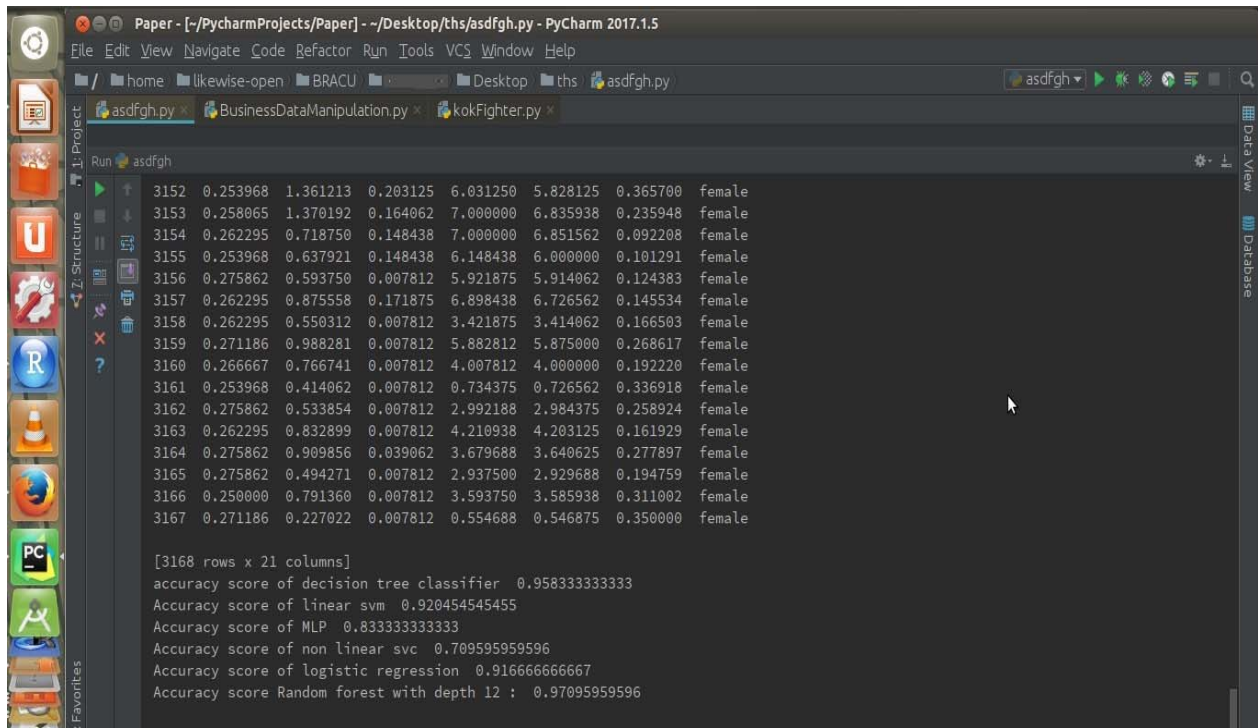 Paper - [~/PycharmProjects/Paper] - ~/Desktop/ths/asdfgh.py - PyCharm 2017.1.5
File Edit View Navigate Code Refactor Run Tools VCS Window Help
/ home likewise-open BRACU Desktop ths asdfgh.py asdfgh
asdfgh.py BusinessDataManipulation.py kokFighter.py
1: Project
Z: Structure
Favorites
Data View
Database
Run asdfgh
3152 0.253968 1.361213 0.203125 6.031250 5.828125 0.365700 female
3153 0.258065 1.370192 0.164062 7.000000 6.835938 0.235948 female
3154 0.262295 0.718750 0.148438 7.000000 6.851562 0.092208 female
3155 0.253968 0.637921 0.148438 6.148438 6.000000 0.101291 female
3156 0.275862 0.593750 0.007812 5.921875 5.914062 0.124383 female
3157 0.262295 0.875558 0.171875 6.898438 6.726562 0.145534 female
3158 0.262295 0.550312 0.007812 3.421875 3.414062 0.166503 female
3159 0.271186 0.988281 0.007812 5.882812 5.875000 0.268617 female
3160 0.266667 0.766741 0.007812 4.007812 4.000000 0.192220 female
3161 0.253968 0.414062 0.007812 0.734375 0.726562 0.336918 female
3162 0.275862 0.533854 0.007812 2.992188 2.984375 0.258924 female
3163 0.262295 0.832899 0.007812 4.210938 4.203125 0.161929 female
3164 0.275862 0.909856 0.039062 3.679688 3.640625 0.277897 female
3165 0.275862 0.494271 0.007812 2.937500 2.929688 0.194759 female
3166 0.250000 0.791360 0.007812 3.593750 3.585938 0.311002 female
3167 0.271186 0.227022 0.007812 0.554688 0.546875 0.350000 female
[3168 rows x 21 columns]
accuracy score of decision tree classifier 0.958333333333
Accuracy score of linear svm 0.920454545455
Accuracy score of MLP 0.833333333333
Accuracy score of non linear svc 0.709595959596
Accuracy score of logistic regression 0.916666666667
Accuracy score Random forest with depth 12 : 0.97095959596